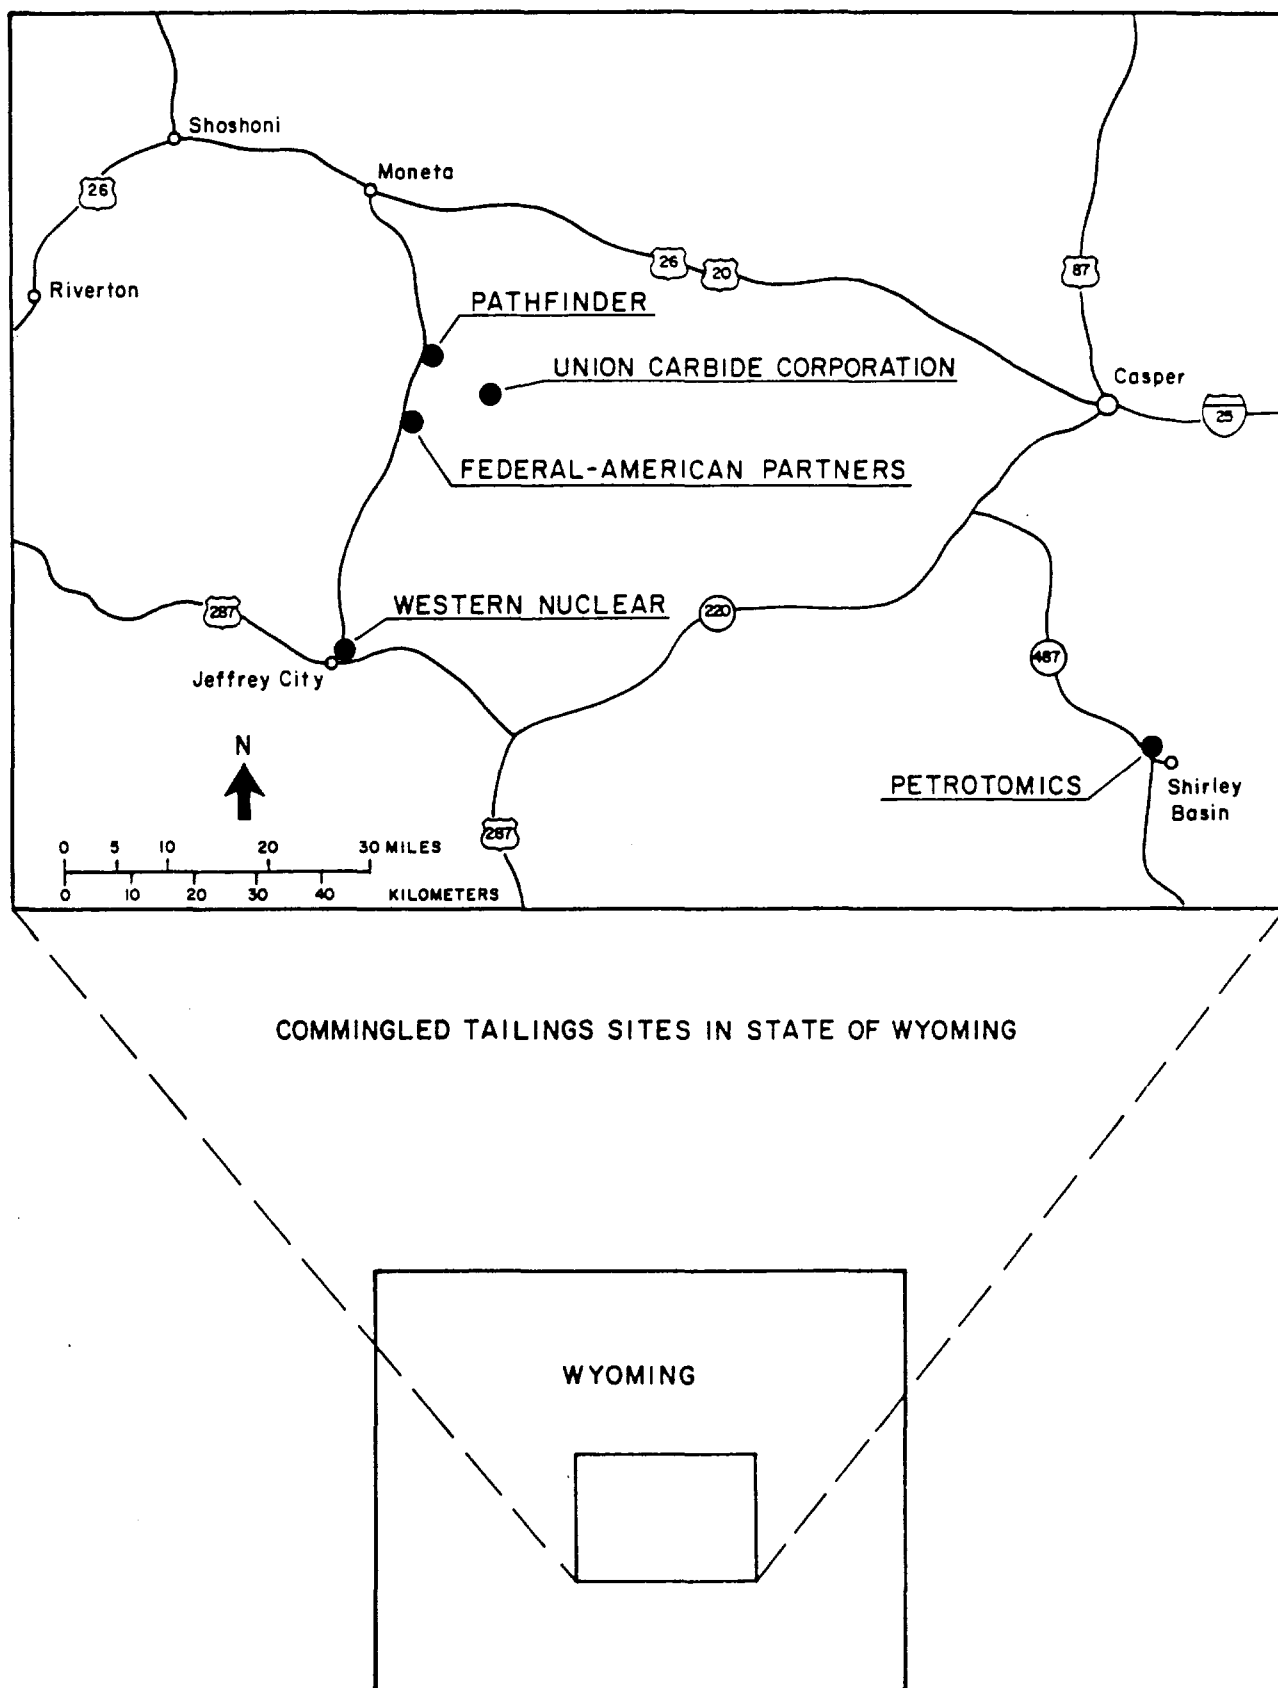 Shoshoni
Moneta
26
Riverton
26
20
87
PATHFINDER
UNION CARBIDE CORPORATION
Casper
25
FEDERAL-AMERICAN PARTNERS
287
WESTERN NUCLEAR
220
487
Jeffrey City
N
PETROTOMICS
Shirley
Basin
287
0 5 10 20 30 MILES
0 10 20 30 40 KILOMETERS
COMMINGLED TAILINGS SITES IN STATE OF WYOMING
WYOMING